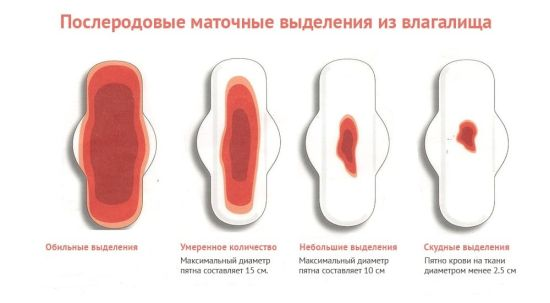 Послеродовые маточные выделения из влагалища
Обильные выделения
Умеренное количество
Максимальный диаметр
пятна составляет 15 см.
Небольшие выделения
Максимальный диаметр
пятна составляет 10 см
Скудные выделения
Пятно крови на ткани
диаметром менее 2.5 см